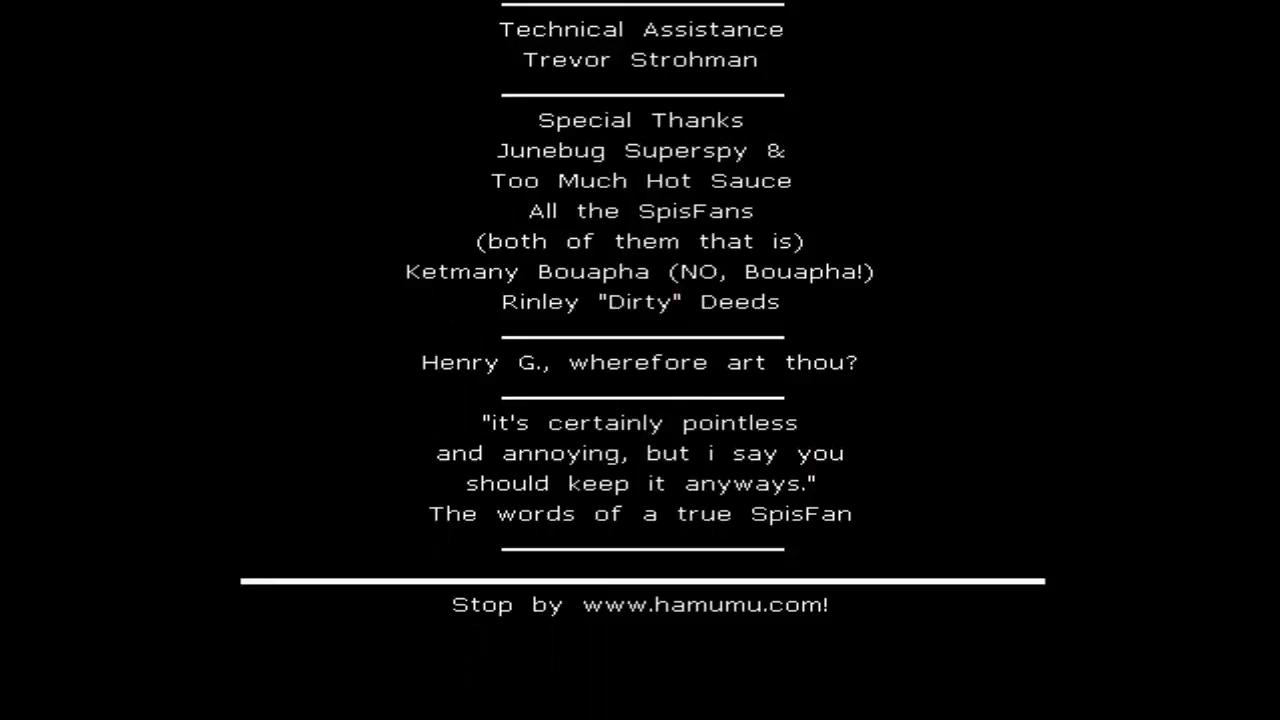 Technical Assistance
Trevor Strohman
Special Thanks
Junebug Superspy &
Too Much Hot Sauce
All the SpisFans
(both of them that is)
Ketmany Bouapha (NO, Bouapha!)
Rinley "Dirty" Deeds
Henry G., wherefore art thou?
"it's certainly pointless
and annoying, but i say you
should keep it anyways."
The words of a true SpisFan
Stop by www.hamumu.com!